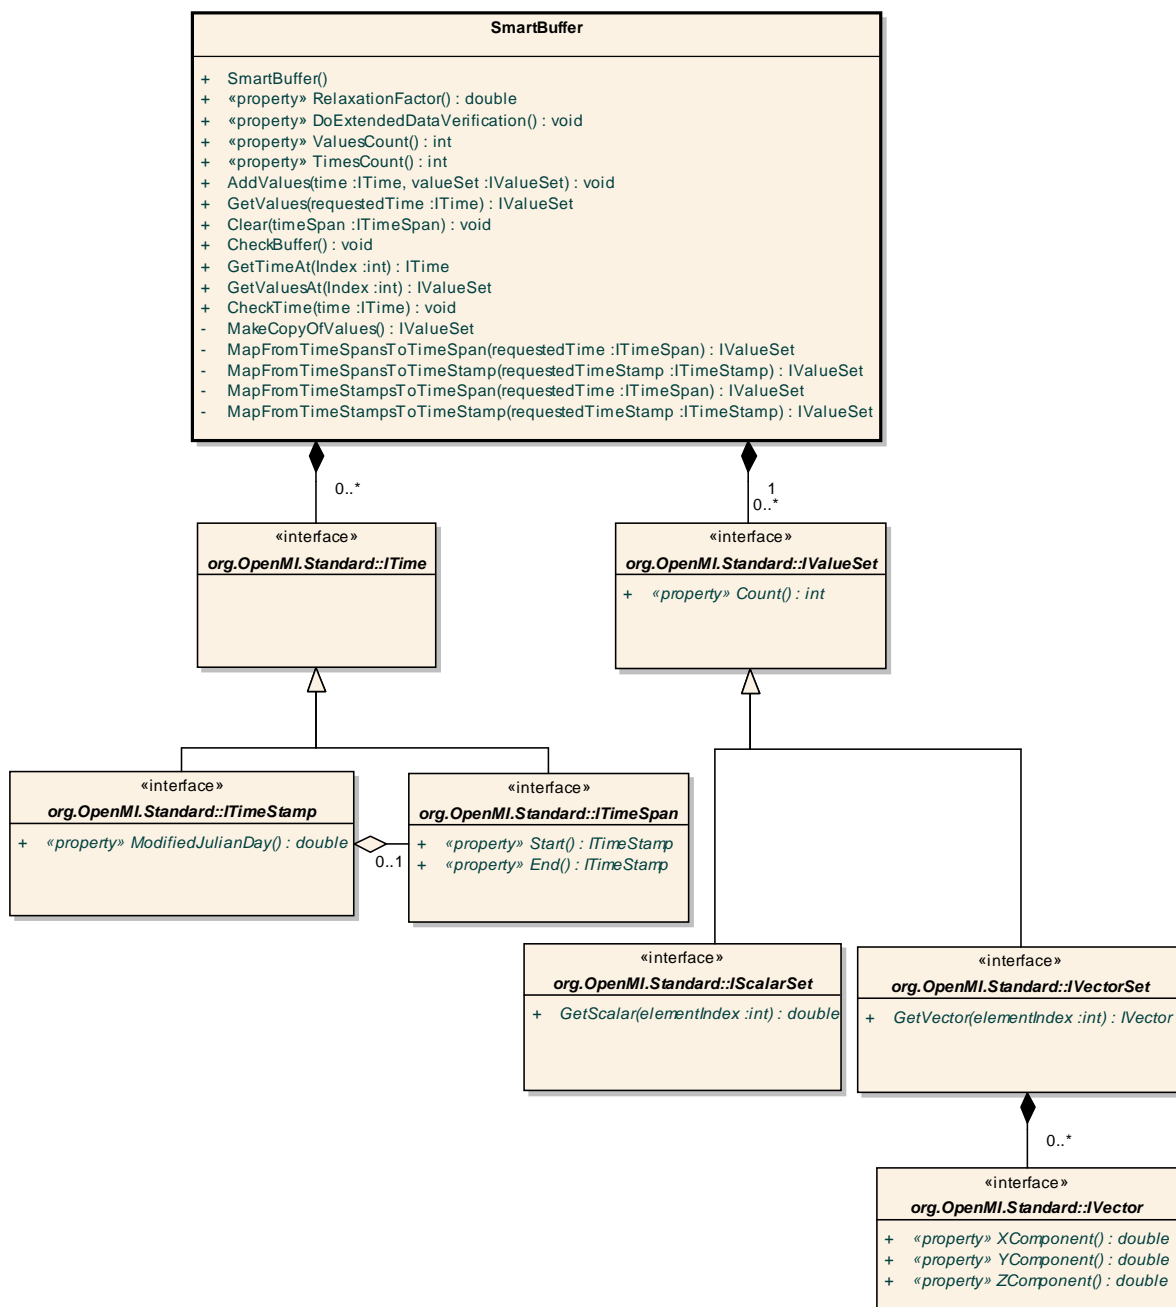 SmartBuffer
+ SmartBuffer()
+ «property» RelaxationFactor() : double
+ «property» DoExtendedDataVerification() : void
+ «property» ValuesCount() : int
+ «property» TimesCount() : int
+ AddValues(time :ITime, valueSet :IValueSet) : void
+ GetValues(requestedTime :ITime) : IValueSet
+ Clear(timeSpan :ITimeSpan) : void
+ CheckBuffer() : void
+ GetTimeAt(Index :int) : ITime
+ GetValuesAt(Index :int) : IValueSet
+ CheckTime(time :ITime) : void
- MakeCopyOfValues() : IValueSet
- MapFromTimeSpansToTimeSpan(requestedTime :ITimeSpan) : IValueSet
- MapFromTimeSpansToTimeStamp(requestedTimeStamp :ITimeStamp) : IValueSet
- MapFromTimeStampsToTimeSpan(requestedTime :ITimeSpan) : IValueSet
- MapFromTimeStampsToTimeStamp(requestedTimeStamp :ITimeStamp) : IValueSet
0..*
1
0..*
«interface»
org.OpenMI.Standard::ITime
«interface»
org.OpenMI.Standard::IValueSet
+ «property» Count() : int
«interface»
org.OpenMI.Standard::ITimeStamp
+ «property» ModifiedJulianDay() : double
0..1
«interface»
org.OpenMI.Standard::ITimeSpan
+ «property» Start() : ITimeStamp
+ «property» End() : ITimeStamp
«interface»
org.OpenMI.Standard::IScalarSet
+ GetScalar(elementIndex :int) : double
«interface»
org.OpenMI.Standard::IVectorSet
+ GetVector(elementIndex :int) : IVector
0..*
«interface»
org.OpenMI.Standard::IVector
+ «property» XComponent() : double
+ «property» YComponent() : double
+ «property» ZComponent() : double